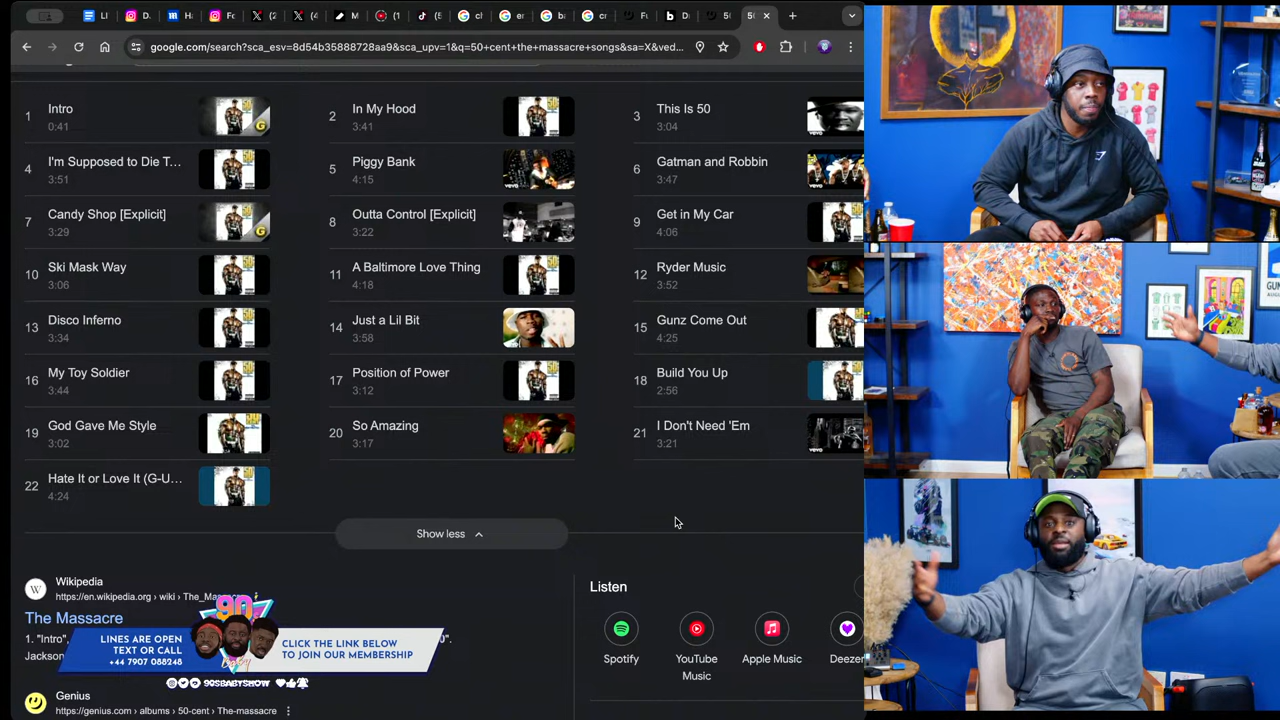 google.com/search?sca_esv=8d54b3f6898728aa9&sca_upv=1&q=50+cent+the+massacre+songs&sa=X&ved...
1 Intro 0:41
2 In My Hood 3:41
3 This Is 50 3:04
4 I'm Supposed to Die T... 3:51
5 Piggy Bank 4:15
6 Gatman and Robbin 3:47
7 Candy Shop [Explicit] 3:29
8 Outta Control [Explicit] 3:22
9 Get in My Car 4:06
10 Ski Mask Way 3:06
11 A Baltimore Love Thing 4:18
12 Ryder Music 3:52
13 Disco Inferno 3:34
14 Just a Lil Bit 3:58
15 Gunz Come Out 4:25
16 My Toy Soldier 3:44
17 Position of Power 3:12
18 Build You Up 2:56
19 God Gave Me Style 3:02
20 So Amazing 3:17
21 I Don't Need 'Em 3:21
22 Hate It or Love It (G-U... 4:24
Show less
Wikipedia
https://en.wikipedia.org › wiki › The_Massacre
The Massacre
1. "Intro",
Jackson
Listen
Spotify
YouTube Music
Apple Music
Deezer
LINES ARE OPEN
TEXT OR CALL
+44 7907 088248
90
Baby
CLICK THE LINK BELOW
TO JOIN OUR MEMBERSHIP
90SBABYSHOW
Genius
https://genius.com › albums › 50-cent › The-massacre